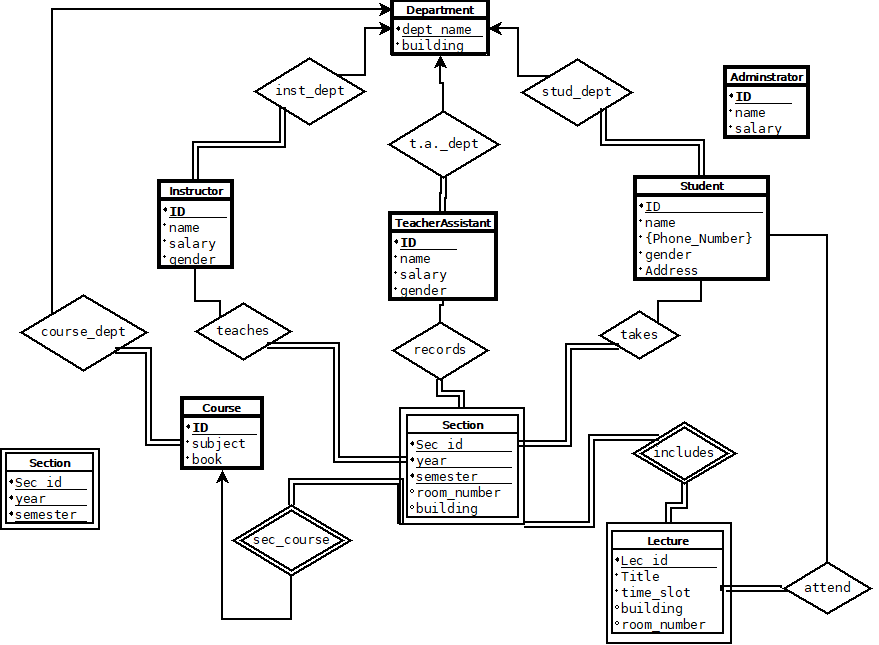 Department
dept_name
building
inst_dept
stud_dept
Adminstrator
ID
name
salary
t.a._dept
Instructor
ID
name
salary
gender
TeacherAssistant
ID
name
salary
gender
Student
ID
name
{Phone_Number}
gender
Address
course_dept
teaches
records
takes
Course
ID
subject
book
Section
Sec_id
year
semester
room_number
building
includes
Section
Sec_id
year
semester
sec_course
Lecture
Lec_id
Title
time_slot
building
room_number
attend